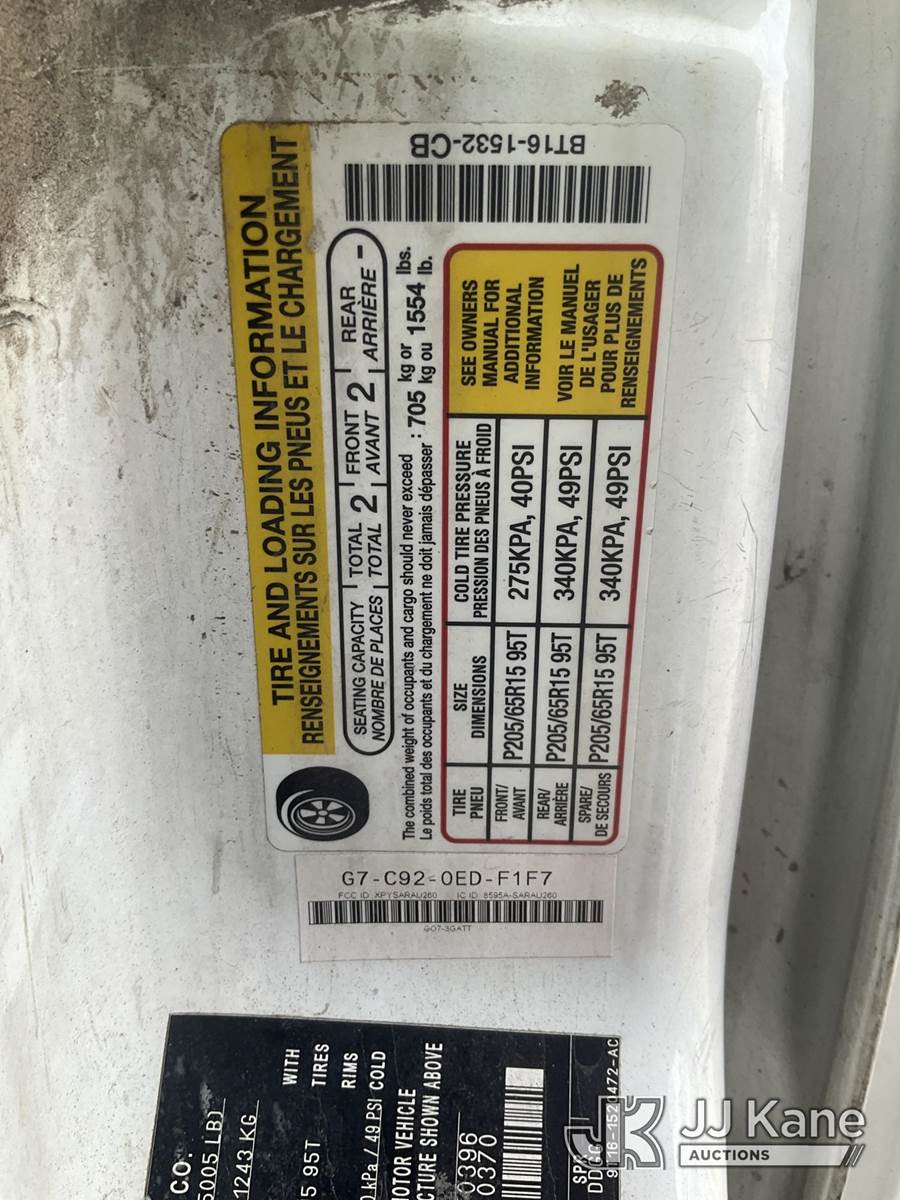 TIRE AND LOADING INFORMATION
RENSEIGNEMENTS SUR LES PNEUS ET LE CHARGEMENT
SEATING CAPACITY TOTAL 2 FRONT 2 REAR -
NOMBRE DE PLACES TOTAL AVANT ARRIÈRE
The combined weight of occupants and cargo should never exceed : 705 kg or 1554 lbs.
Le poids total des occupants et du chargement ne doit jamais dépasser kg ou lb.
TIRE SIZE COLD TIRE PRESSURE
PNEU DIMENSIONS PRESSION DES PNEUS À FROID
FRONT/ AVANT P205/65R15 95T 275KPA, 40PSI
REAR/ ARRIÈRE P205/65R15 95T 340KPA, 49PSI
SPARE/ DE SECOURS P205/65R15 95T 340KPA, 49PSI
SEE OWNERS
MANUAL FOR
ADDITIONAL
INFORMATION
VOIR LE MANUEL
DE L'USAGER
POUR PLUS DE
RENSEIGNEMENTS
BT16-1532-CB
G7-C92-0ED-F1F7
FCC ID: XPYSARAU260 IC ID: 8595A-SARAU260
GO7-3GATT
CO.
5005 LB)
1243 KG
WITH
5 95T TIRES
RIMS
kPa / 49 PSI COLD
MOTOR VEHICLE
SHOWN ABOVE
0396
00370
SPR
JJ Kane
AUCTIONS